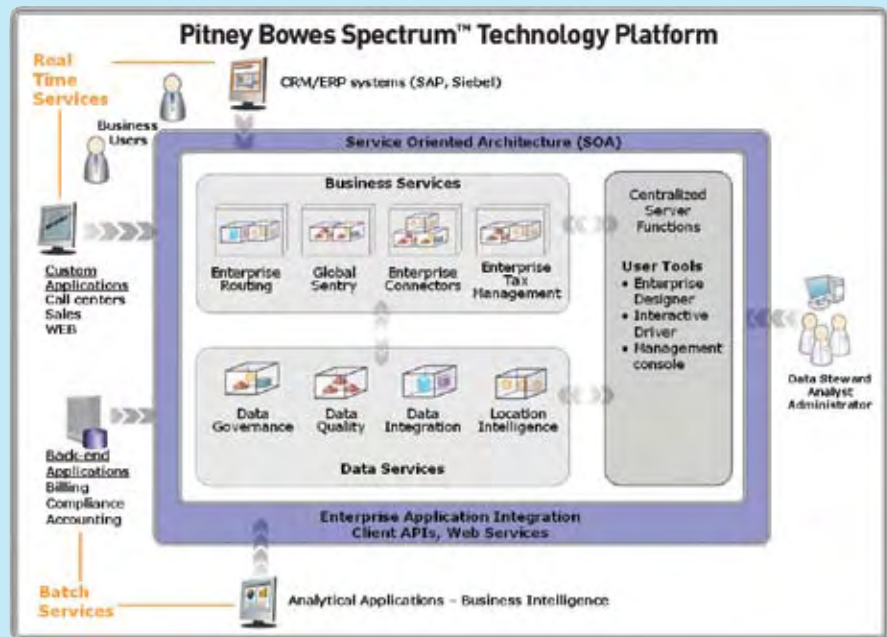 Pitney Bowes Spectrum™ Technology Platform
Real
Time
Services
CRM/ERP systems (SAP, Siebel)
Business
Users
Service Oriented Architecture (SOA)
Business Services
Enterprise
Routing
Global
Sentry
Enterprise
Connectors
Enterprise
Tax
Management
Centralized
Server
Functions
User Tools
• Enterprise
Designer
• Interactive
Driver
• Management
console
Custom
Applications
Call centers
Sales
WEB
Data
Governance
Data
Quality
Data
Integration
Location
Intelligence
Data Services
Data Steward
Analyst
Administrator
Back-end
Applications
Billing
Compliance
Accounting
Enterprise Application Integration
Client APIs, Web Services
Batch
Services
Analytical Applications – Business Intelligence